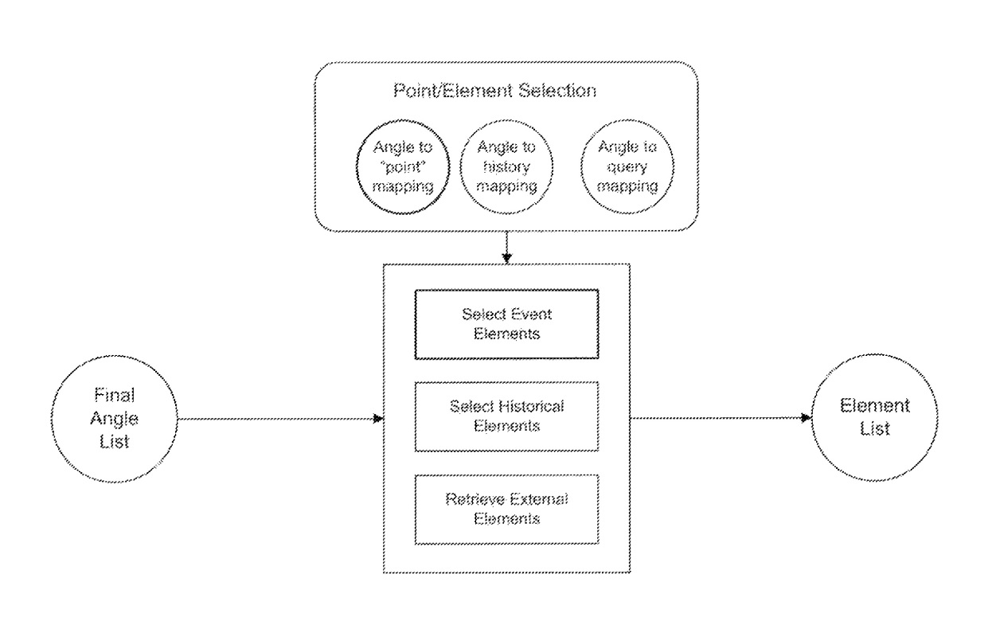 Point/Element Selection
Angle to
"point"
mapping
Angle to
history
mapping
Angle to
query
mapping
Select Event
Elements
Select Historical
Elements
Retrieve External
Elements
Final
Angle
List
Element
List